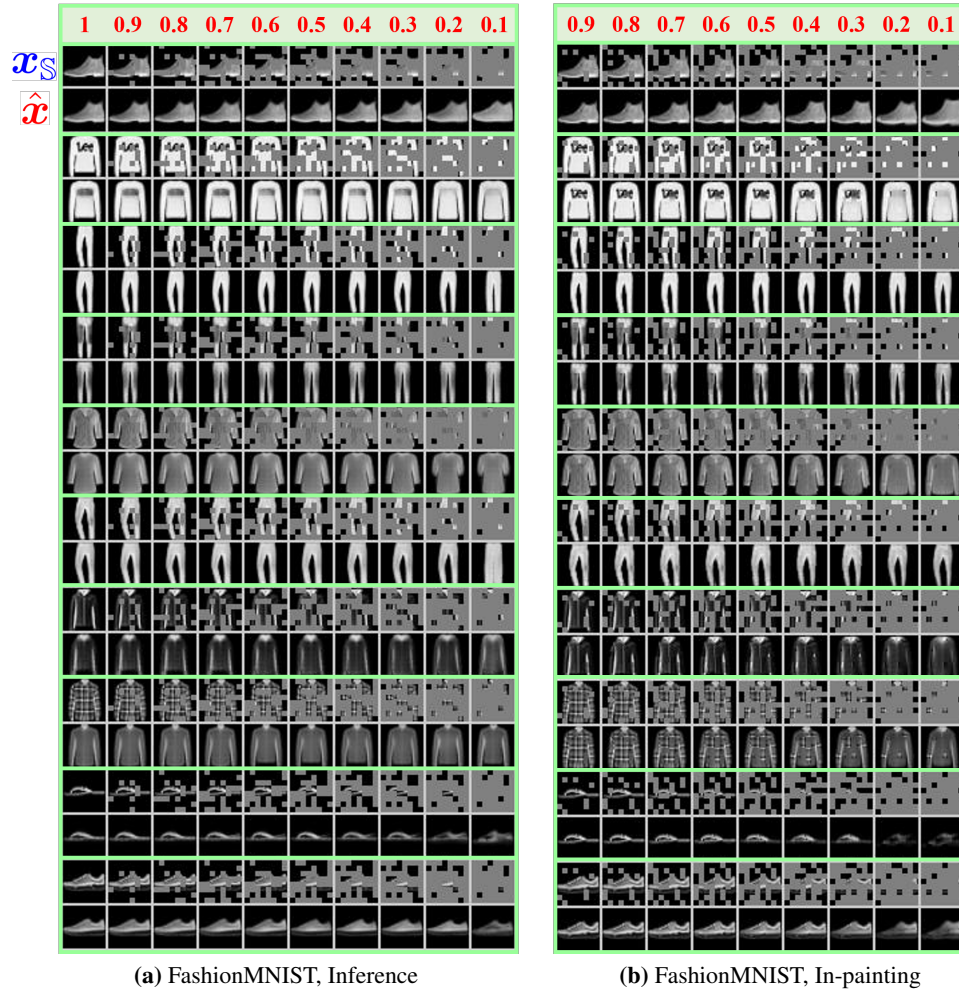 1 0.9 0.8 0.7 0.6 0.5 0.4 0.3 0.2 0.1
0.9 0.8 0.7 0.6 0.5 0.4 0.3 0.2 0.1
x𝕊
x̂
Lee
(a) FashionMNIST, Inference
(b) FashionMNIST, In-painting